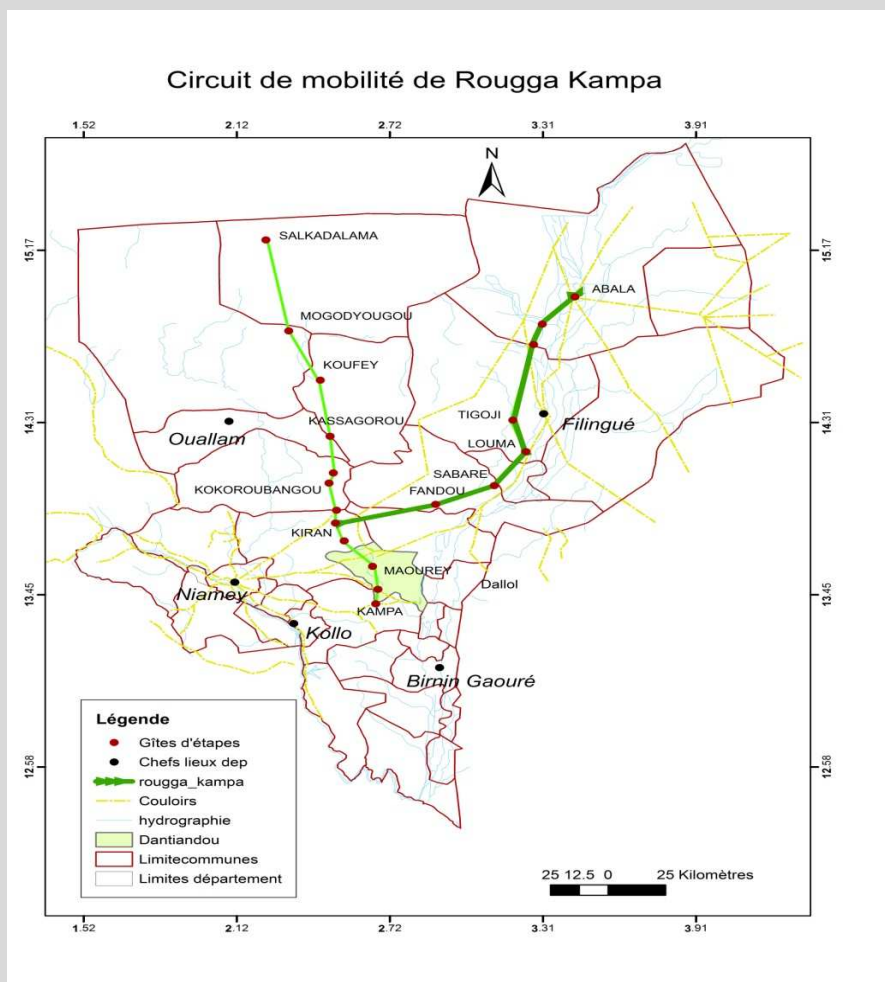 Circuit de mobilité de Rougga Kampa
1.52 2.12 2.72 3.31 3.91
N
SALKADALAMA
15.17 15.17
ABALA
MOGODYOUGOU
KOUFEY
TIGOJI
KASSAGOROU
14.31 14.31
Filingué
Ouallam
LOUMA
SABARE
KOKOROUBANGOU
FANDOU
KIRAN
MAOUREY
Dallol
13.45 13.45
Niamey
KAMPA
Kollo
Birnin Gaouré
Légende
Gîtes d'étapes
Chefs lieux dep
12.58 12.58
rougga_kampa
Couloirs
hydrographie
Dantiandou
Limitecommunes
Limites département
25 12.5 0 25 Kilomètres
1.52 2.12 2.72 3.31 3.91